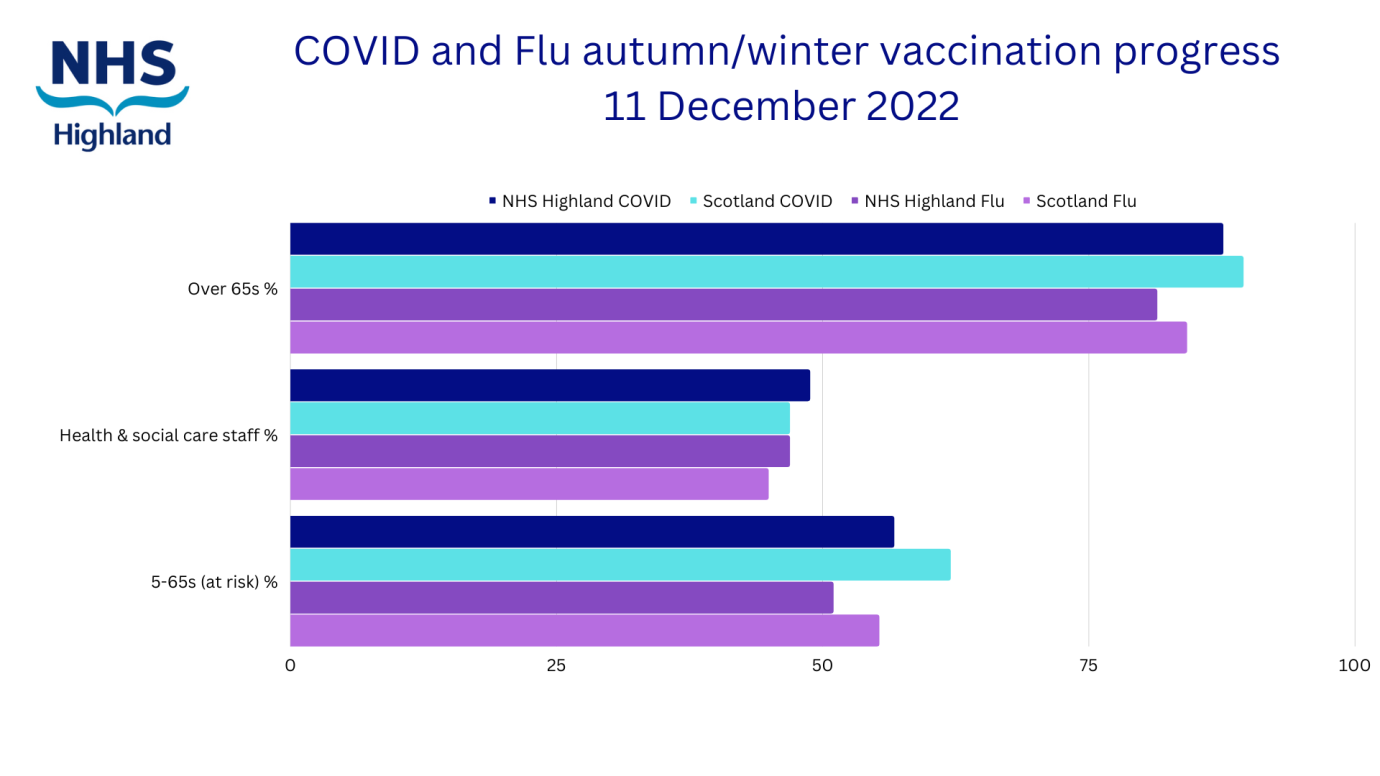 NHS
Highland
COVID and Flu autumn/winter vaccination progress
11 December 2022
NHS Highland COVID Scotland COVID NHS Highland Flu Scotland Flu
Over 65s %
Health & social care staff %
5-65s (at risk) %
0 25 50 75 100